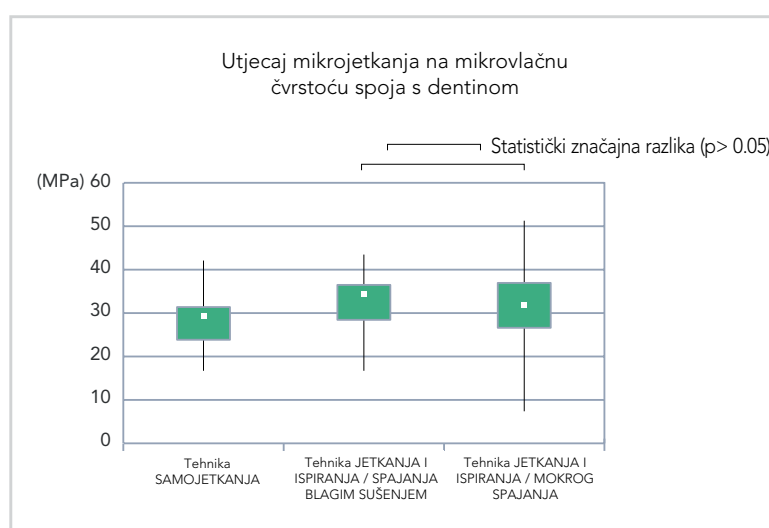 Utjecaj mikrojetkanja na mikrovlačnu
čvrstoću spoja s dentinom
Statistički značajna razlika (p> 0.05)
(MPa) 60
50
40
30
20
10
0
Tehnika
SAMOJETKANJA
Tehnika JETKANJA I
ISPIRANJA / SPAJANJA
BLAGIM SUŠENJEM
Tehnika JETKANJA I
ISPIRANJA / MOKROG
SPAJANJA